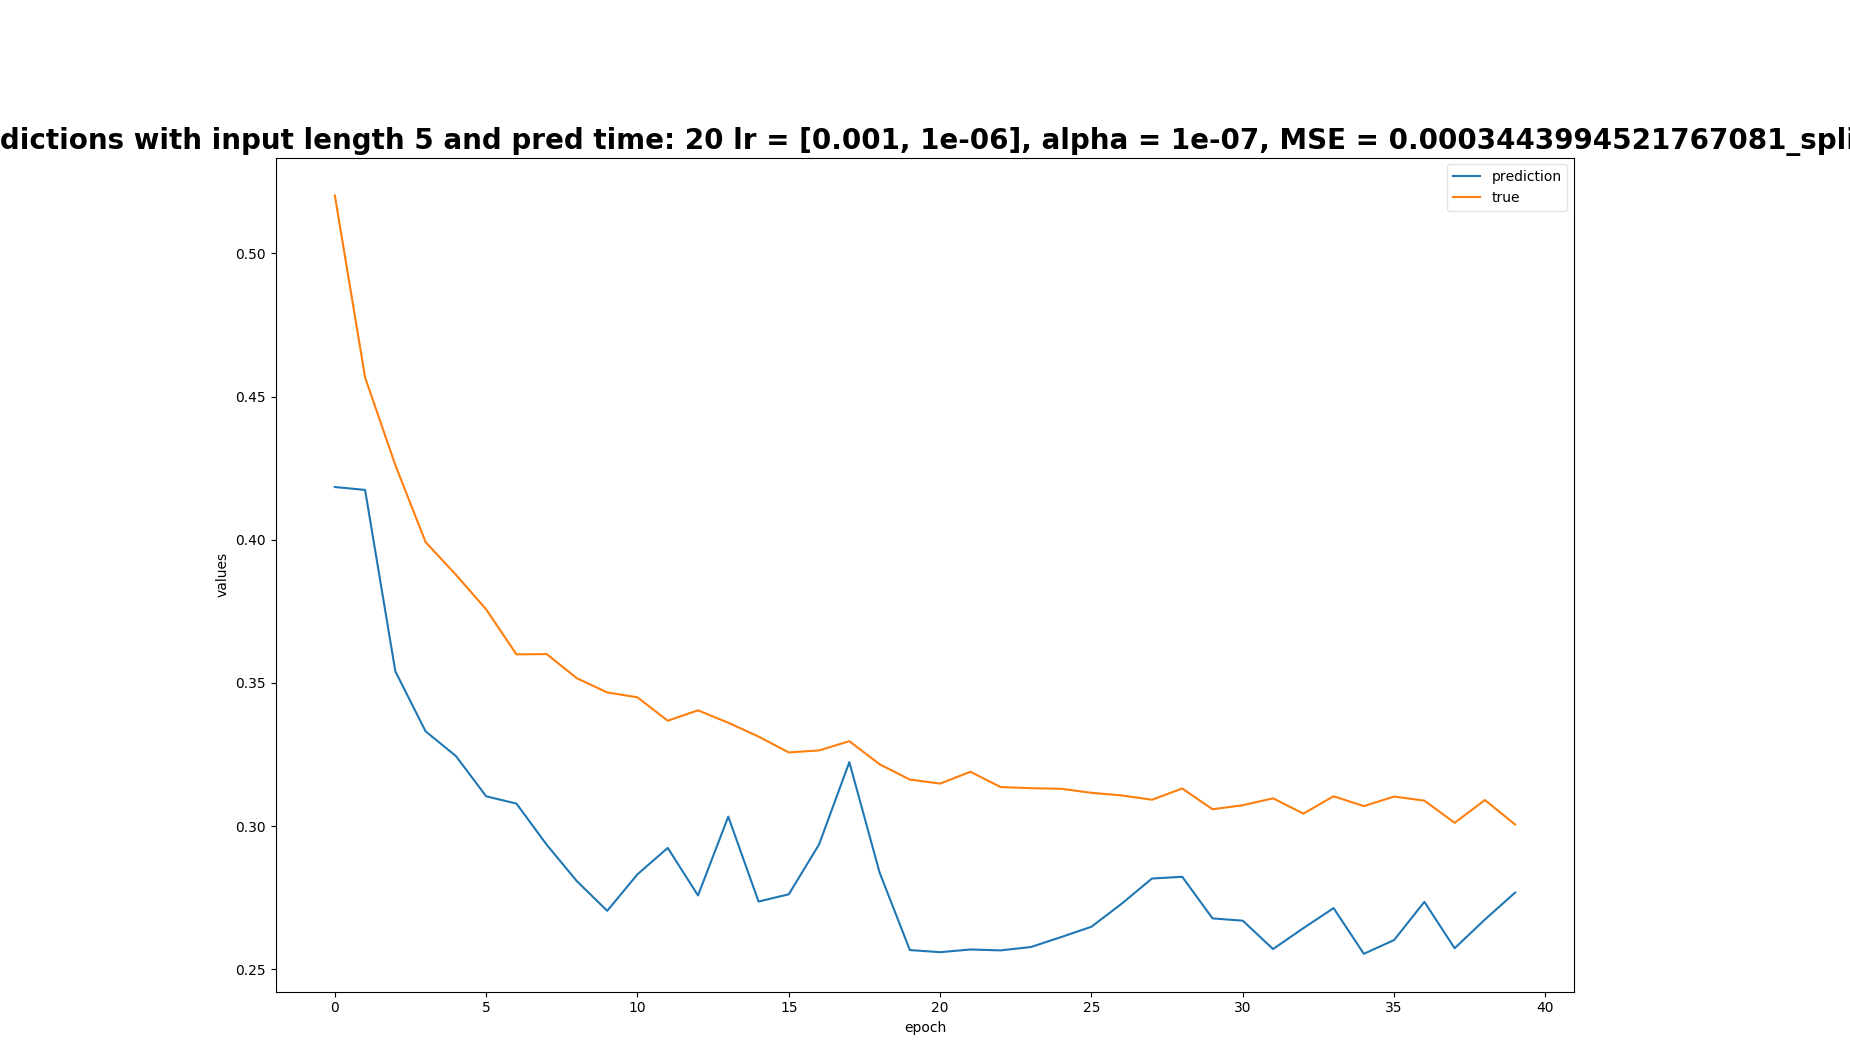 dictions with input length 5 and pred time: 20 lr = [0.001, 1e-06], alpha = 1e-07, MSE = 0.0003443994521767081_spli
prediction
true
0.50
0.45
0.40
0.35
0.30
0.25
values
0 5 10 15 20 25 30 35 40
epoch